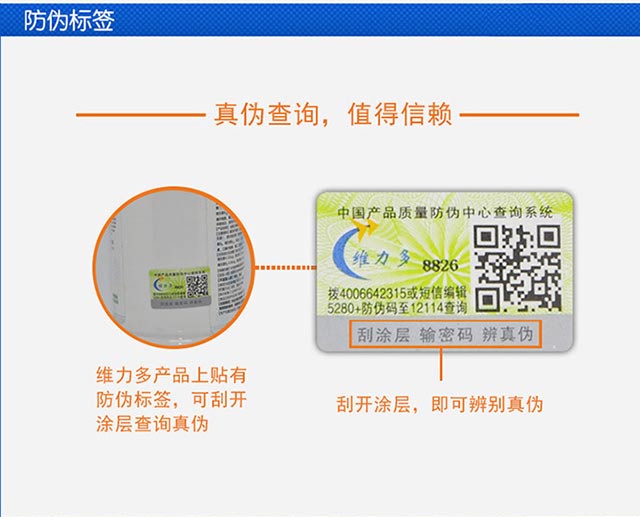 防伪标签
真伪查询，值得信赖
中国产品质量防伪中心查询系统
维力多
8826
拨4006642315或短信编辑
5280+防伪码至12114查询
刮涂层 输密码 辨真伪
维力多产品上贴有
防伪标签，可刮开
涂层查询真伪
刮开涂层，即可辨别真伪